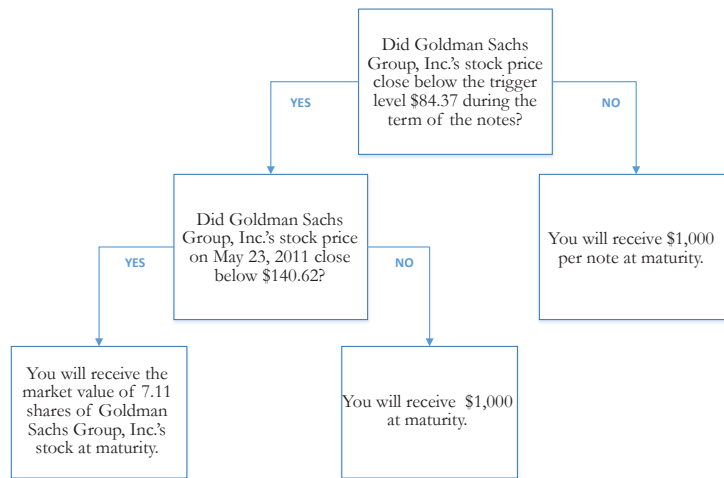 Did Goldman Sachs
Group, Inc.'s stock price
close below the trigger
level $84.37 during the
term of the notes?
YES
NO
Did Goldman Sachs
Group, Inc.'s stock price
on May 23, 2011 close
below $140.62?
You will receive $1,000
per note at maturity.
YES
NO
You will receive the
market value of 7.11
shares of Goldman
Sachs Group, Inc.'s
stock at maturity.
You will receive $1,000
at maturity.